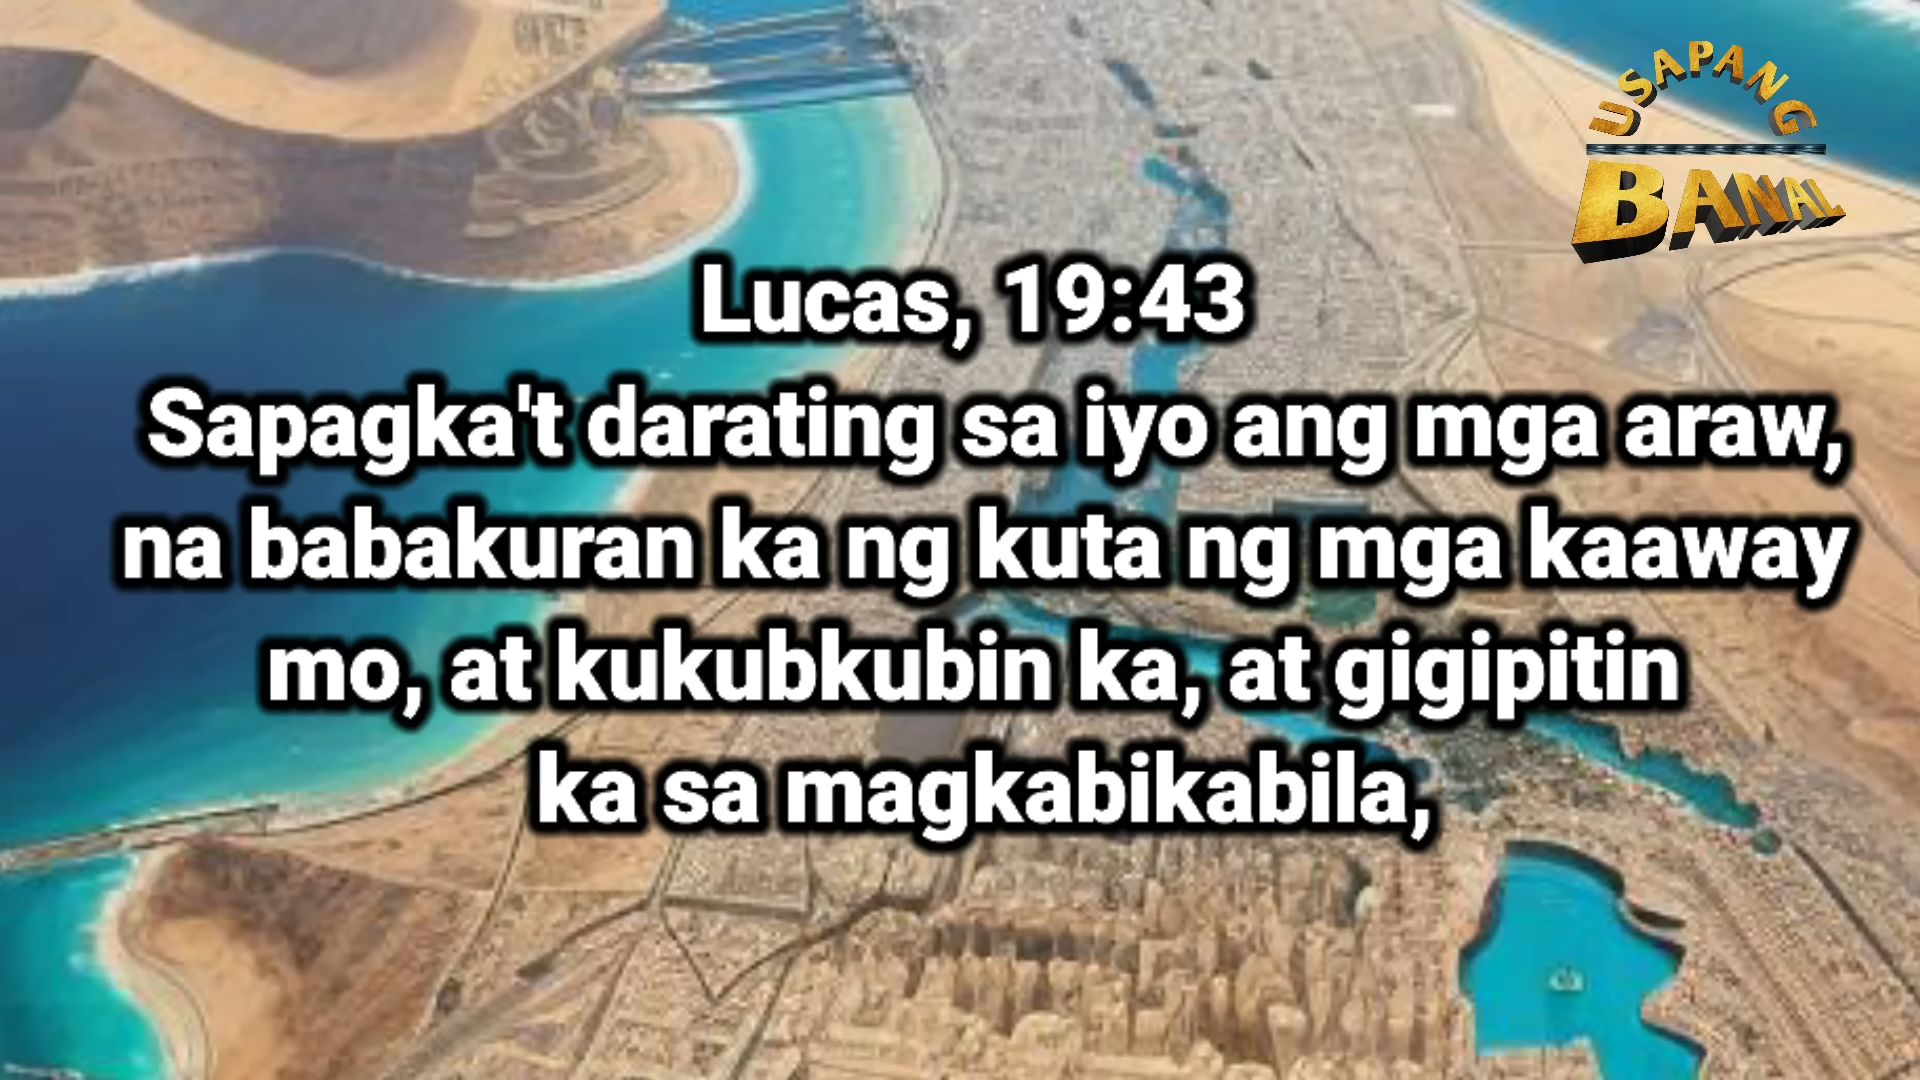 USAPANG
BANAL
Lucas, 19:43
Sapagka't darating sa iyo ang mga araw,
na babakuran ka ng kuta ng mga kaaway
mo, at kukubkubin ka, at gigipitin
ka sa magkabikabila,